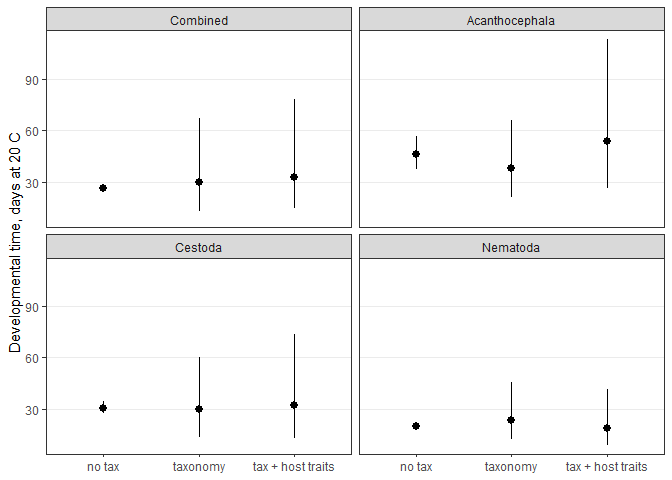 Combined
Acanthocephala
90
60
30
Developmental time, days at 20 C
Cestoda
Nematoda
90
60
30
no tax
taxonomy
tax + host traits
no tax
taxonomy
tax + host traits